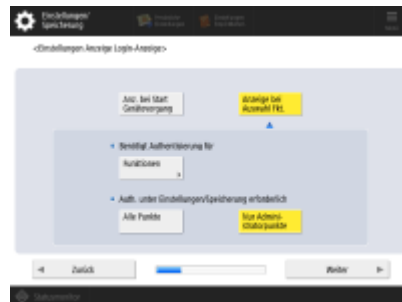 Einstellungen/
Speicherung
<Einstellungen Anzeige Login-Anzeige>
Anz. bei Start
Gerätevorgang
Anzeige bei
Auswahl Fkt.
Benötigt Authentisierung für
Funktionen
Auth. unter Einstellungen/Speicherung erforderlich
Alle Punkte
Nur Admini-
stratorpunkte
Zurück
Weiter
Statusmonitor